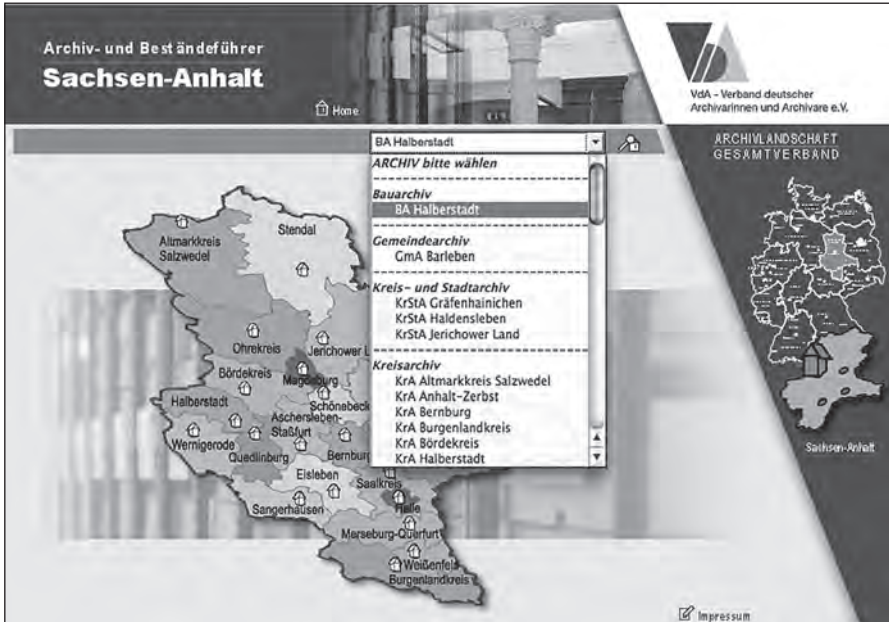 Archiv- und Beständeführer
Sachsen-Anhalt
Home
VdA - Verband deutscher
Archivarinnen und Archivare e.V.
BA Halberstadt
ARCHIV bitte wählen
Bauarchiv
BA Halberstadt
Gemeindearchiv
GmA Barleben
Kreis- und Stadtarchiv
KrStA Gräfenhainichen
KrStA Haldensleben
KrStA Jerichower Land
Kreisarchiv
KrA Altmarkkreis Salzwedel
KrA Anhalt-Zerbst
KrA Bernburg
KrA Burgenlandkreis
KrA Bördekreis
KrA Halberstadt
ARCHIVLANDSCHAFT
GESAMTVERBAND
Sachsen-Anhalt
Altmarkkreis
Salzwedel
Stendal
Ohrekreis
Jerichower L
Bördekreis
Magdeburg
Halberstadt
Schönebeck
Aschersleben-
Staßfurt
Wernigerode
Quedlinburg
Bernburg
Eisleben
Saalkreis
Sangerhausen
Halle
Merseburg-Querfurt
Weißenfels
Burgenlandkreis
Impressum